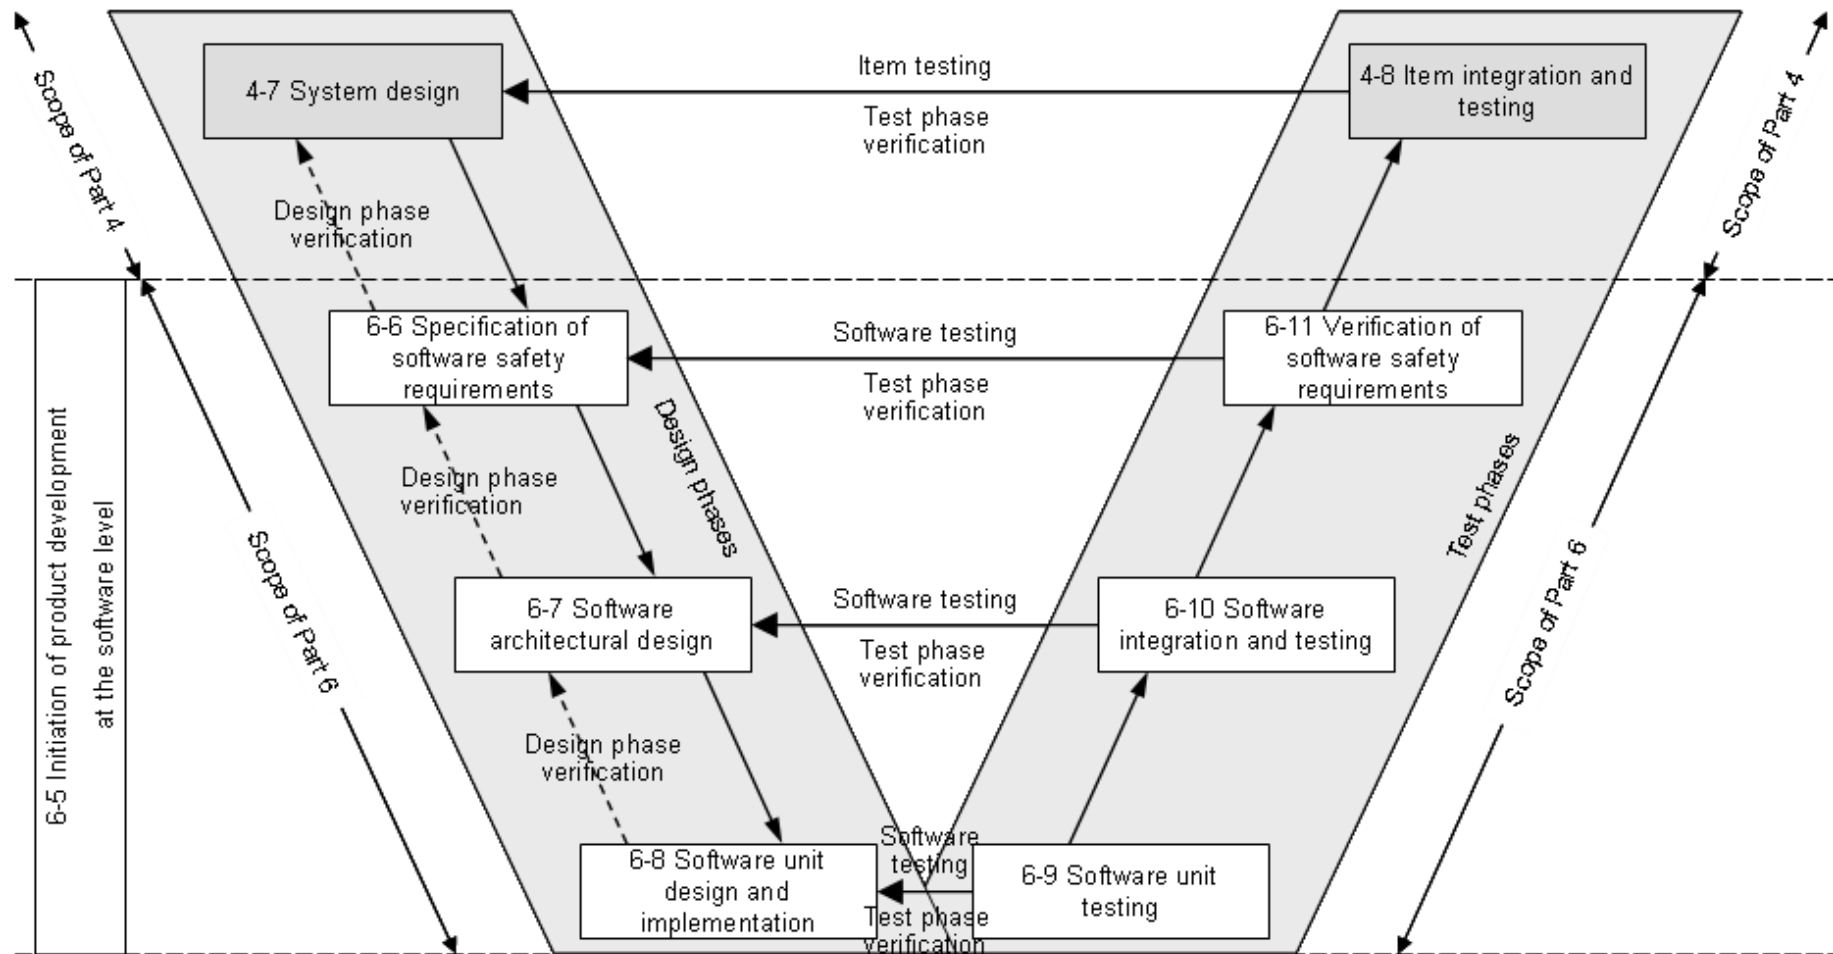 Scope of Part 4
4-7 System design
Item testing
Test phase
verification
4-8 Item integration and
testing
Scope of Part 4
Design phase
verification
6-5 Initiation of product development
at the software level
6-6 Specification of
software safety
requirements
Software testing
Test phase
verification
6-11 Verification of
software safety
requirements
Design phases
Test phases
Design phase
verification
Scope of Part 6
6-7 Software
architectural design
Software testing
Test phase
verification
6-10 Software
integration and testing
Scope of Part 6
Design phase
verification
6-8 Software unit
design and
implementation
Software
testing
Test phase
verification
6-9 Software unit
testing